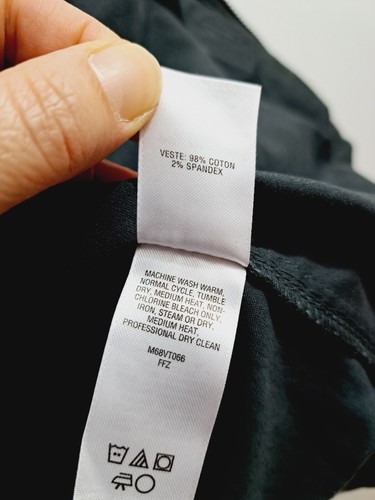 VESTE: 98% COTON
2% SPANDEX
MACHINE WASH WARM,
NORMAL CYCLE, TUMBLE
DRY, MEDIUM HEAT, NON-
CHLORINE BLEACH ONLY,
IRON, STEAM OR DRY,
MEDIUM HEAT,
PROFESSIONAL DRY CLEAN
M68VT066
FFZ